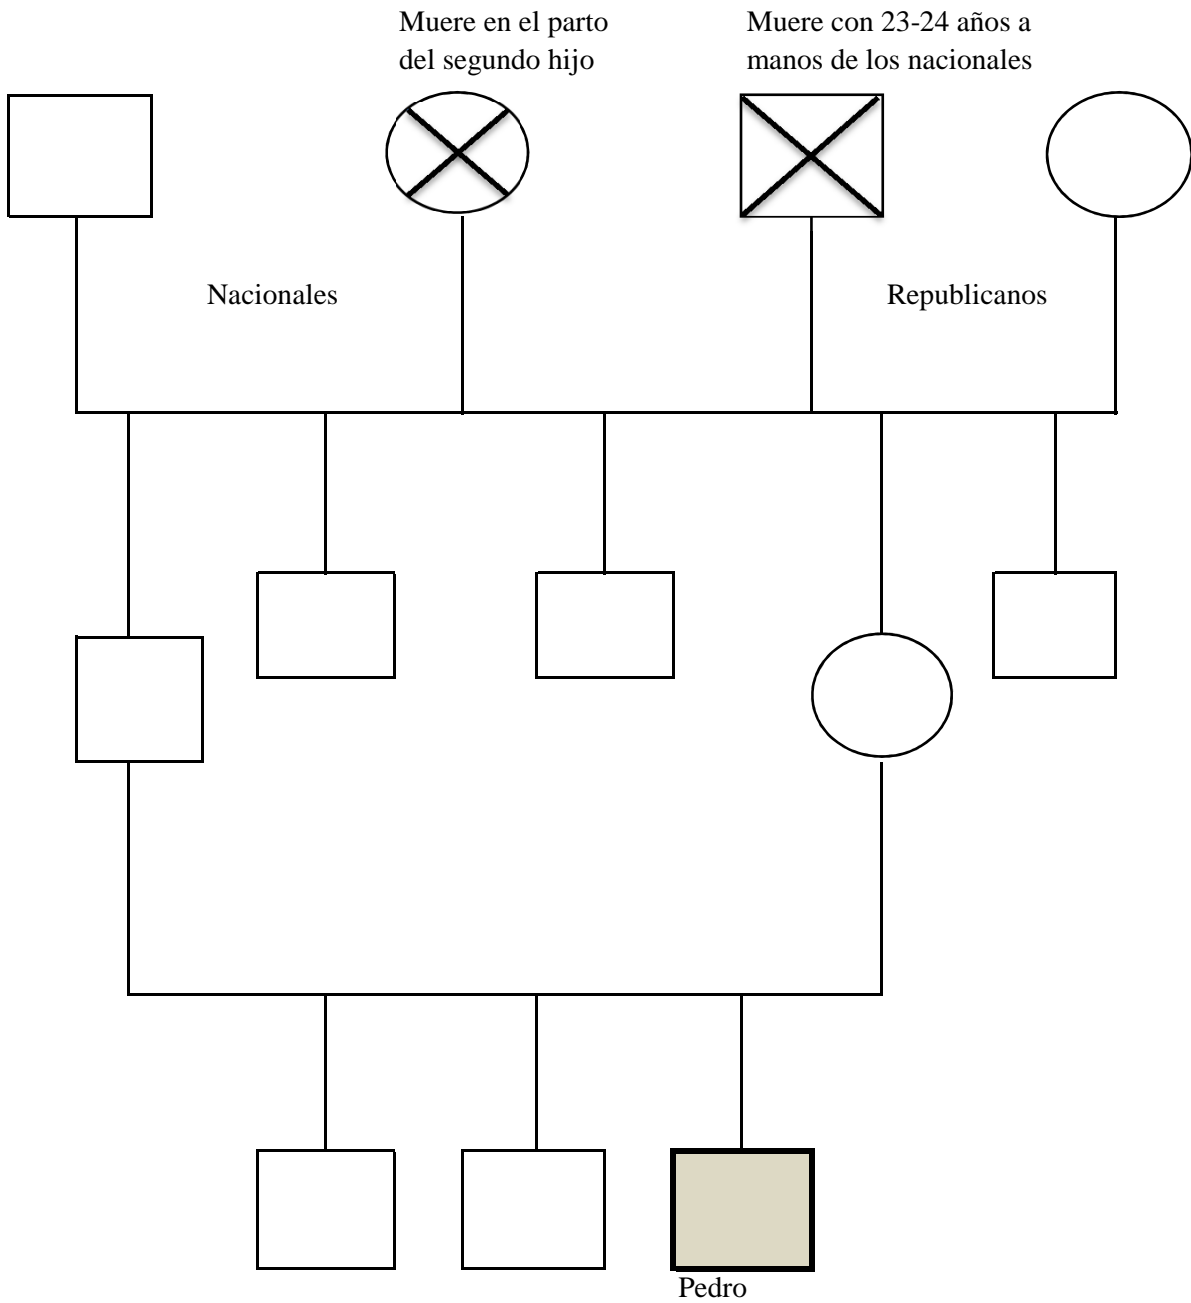 Muere en el parto
del segundo hijo
Muere con 23-24 años a
manos de los nacionales
Nacionales
Republicanos
Pedro